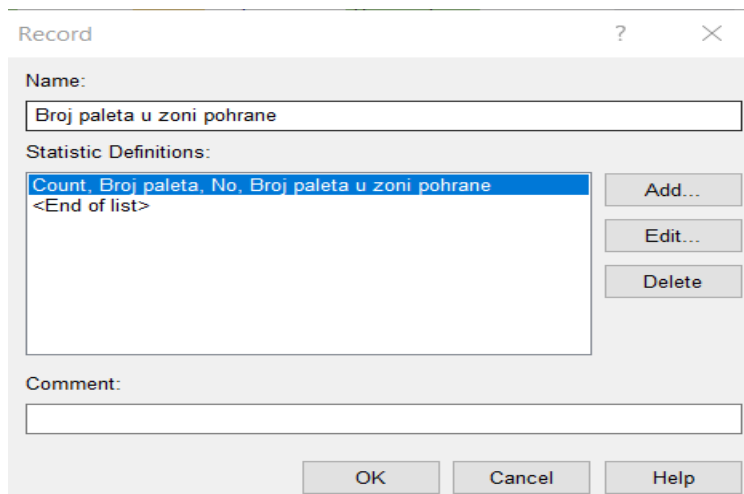 Record ?
Name:
Broj paleta u zoni pohrane
Statistic Definitions:
Count, Broj paleta, No, Broj paleta u zoni pohrane
<End of list>
Add...
Edit...
Delete
Comment:
OK Cancel Help